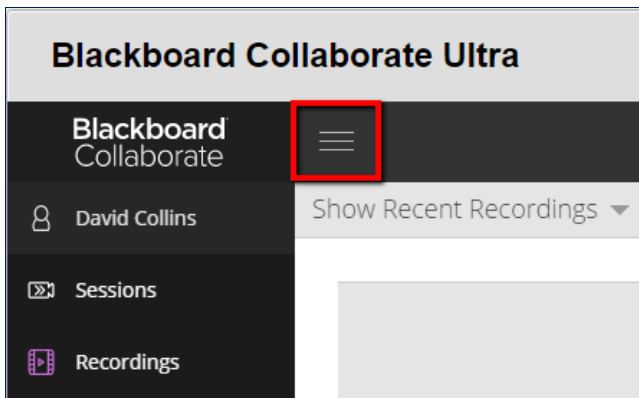 Blackboard Collaborate Ultra
Blackboard
Collaborate
David Collins
Show Recent Recordings
Sessions
Recordings